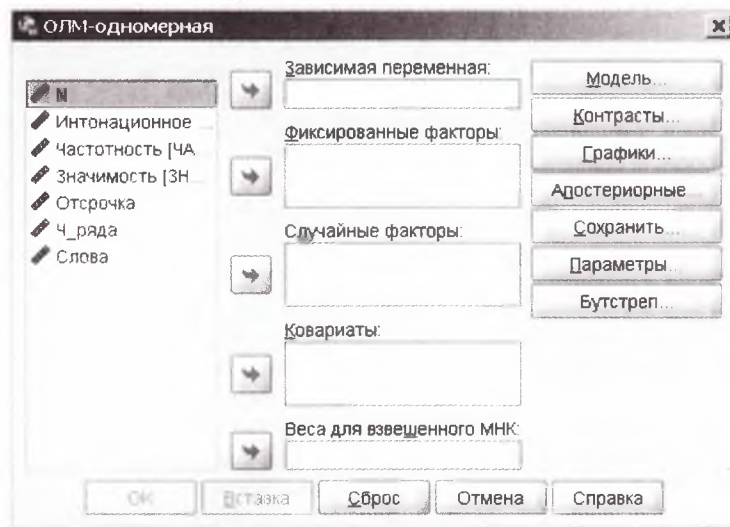 ОЛМ-одномерная
N
Интонационное ...
Частотность [ЧА...
Значимость [ЗН...
Отсрочка
Ч_ряда
Слова
Зависимая переменная:
Фиксированные факторы:
Случайные факторы:
Ковариаты:
Веса для взвешенного МНК:
Модель...
Контрасты...
Графики...
Апостериорные...
Сохранить...
Параметры...
Бутстреп...
OK
Вставка
Сброс
Отмена
Справка